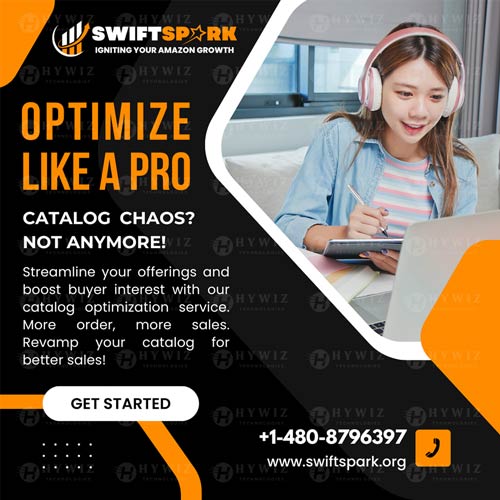 SWIFTSPARK
IGNITING YOUR AMAZON GROWTH
OPTIMIZE
LIKE A PRO
CATALOG CHAOS?
NOT ANYMORE!
Streamline your offerings and
boost buyer interest with our
catalog optimization service.
More order, more sales.
Revamp your catalog for
better sales!
GET STARTED
+1-480-8796397
www.swiftspark.org
HYWIZ
TECHNOLOGIES